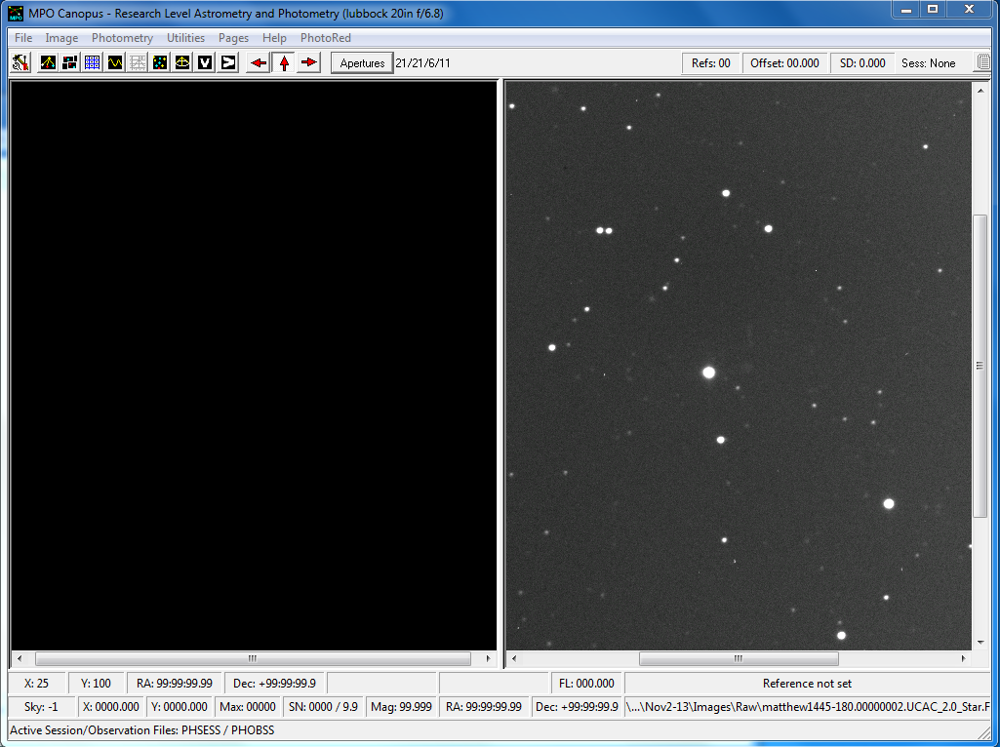 MPO Canopus - Research Level Astrometry and Photometry (lubbock 20in f/6.8)
File Image Photometry Utilities Pages Help PhotoRed
Apertures 21/21/6/11 Refs: 00 Offset: 00.000 SD: 0.000 Sess: None
X: 25 Y: 100 RA: 99:99:99.99 Dec: +99:99:99.9 FL: 000.000 Reference not set
Sky: -1 X: 0000.000 Y: 0000.000 Max: 00000 SN: 0000 / 9.9 Mag: 99.999 RA: 99:99:99.99 Dec: +99:99:99.9 \...\Nov2-13\Images\Raw\matthew1445-180.00000002.UCAC_2.0_Star.F
Active Session/Observation Files: PHSESS / PHOBSS